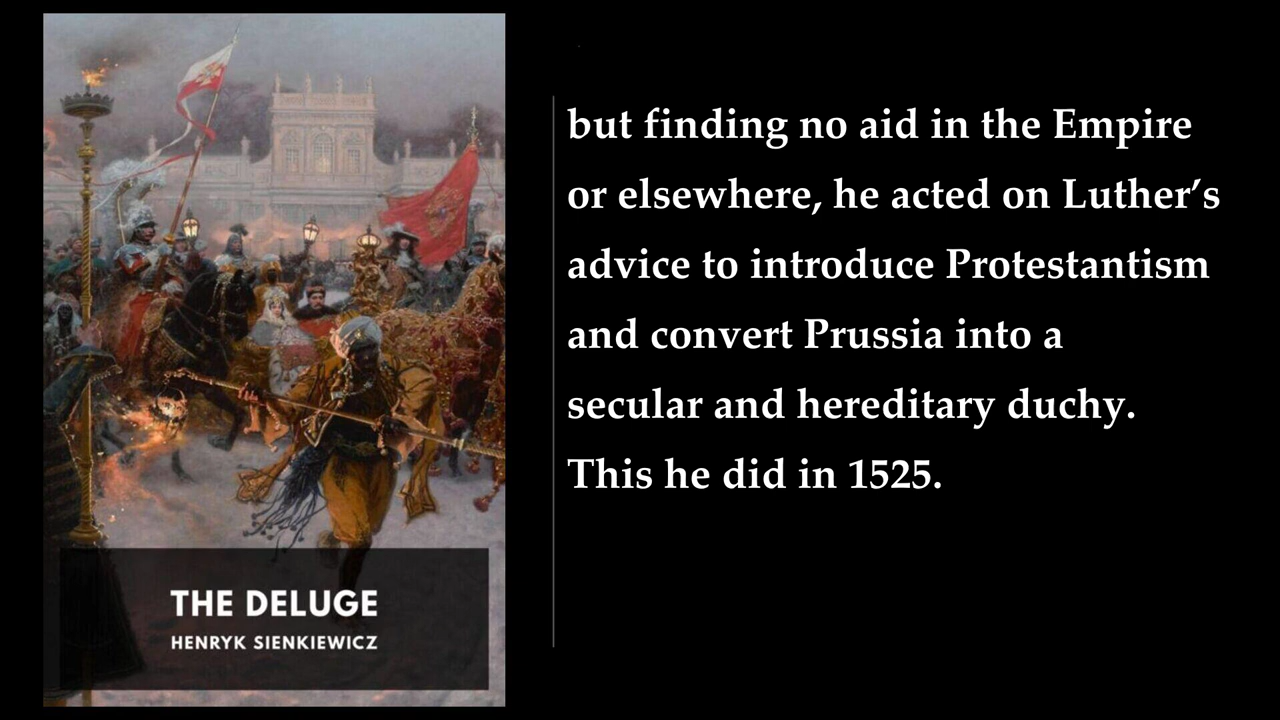 THE DELUGE
HENRYK SIENKIEWICZ
but finding no aid in the Empire
or elsewhere, he acted on Luther’s
advice to introduce Protestantism
and convert Prussia into a
secular and hereditary duchy.
This he did in 1525.